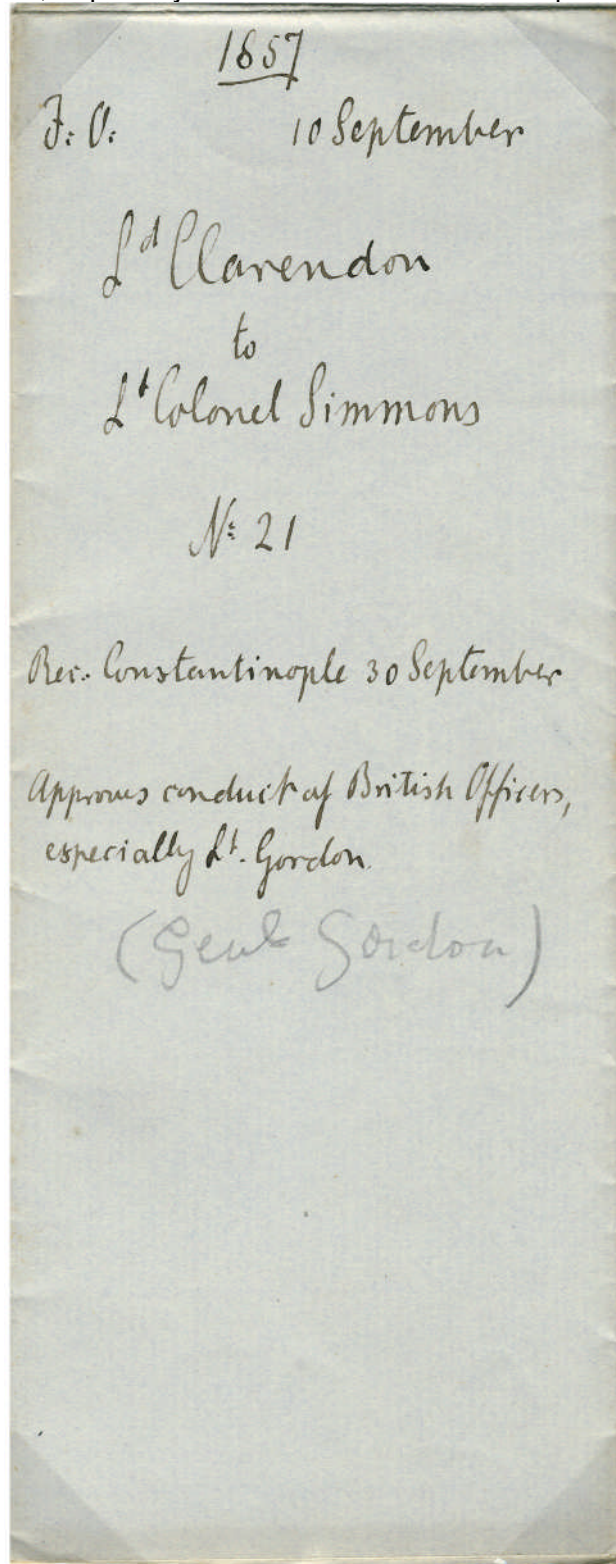 1857
F: O: 10 September
Ld Clarendon
to
Lt Colonel Simmons
No: 21
Rec. Constantinople 30 September
Approves conduct of British Officers,
especially Lt. Gordon.
(Genl Gordon)